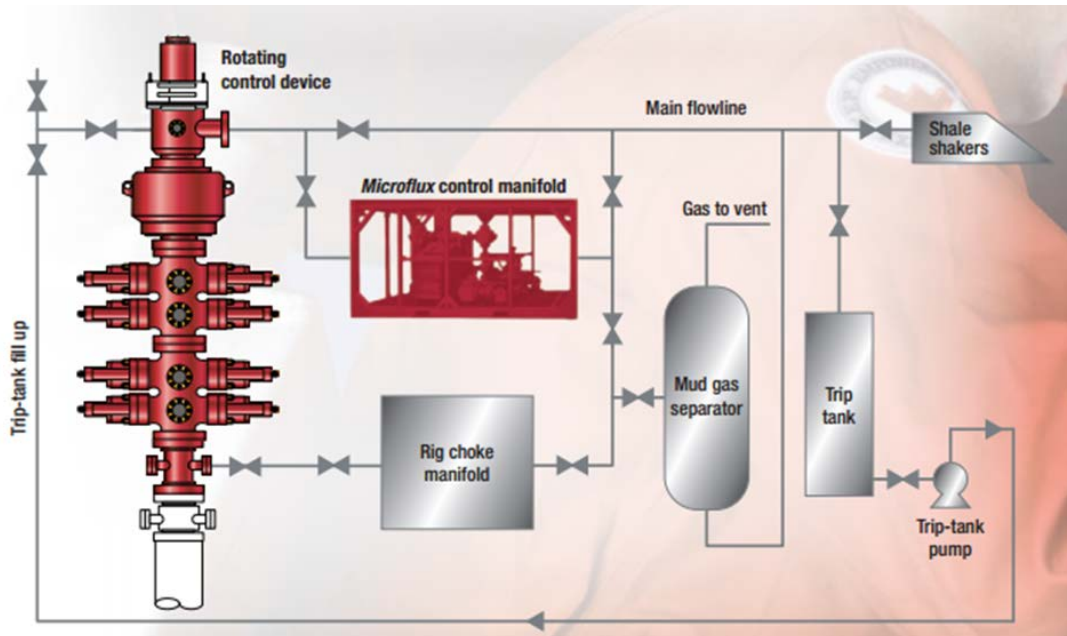 Rotating
control device
Main flowline
Shale
shakers
Microflux control manifold
Gas to vent
Trip-tank fill up
Mud gas
separator
Trip
tank
Rig choke
manifold
Trip-tank
pump